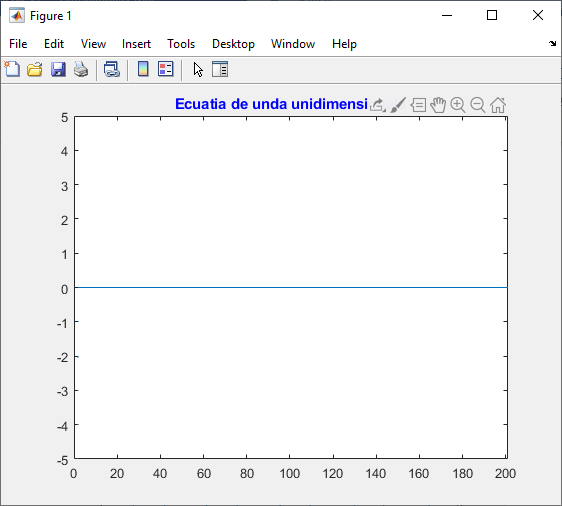 Figure 1
File Edit View Insert Tools Desktop Window Help
Ecuatia de unda unidimensi
5
4
3
2
1
0
-1
-2
-3
-4
-5
0 20 40 60 80 100 120 140 160 180 200